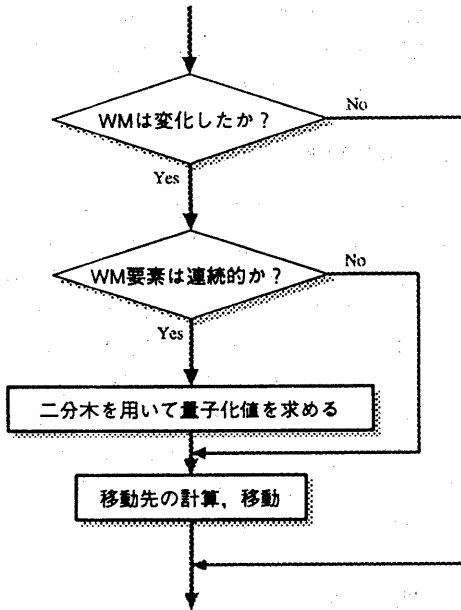 WMは変化したか？
No
Yes
WM要素は連続的か？
No
Yes
二分木を用いて量子化値を求める
移動先の計算，移動